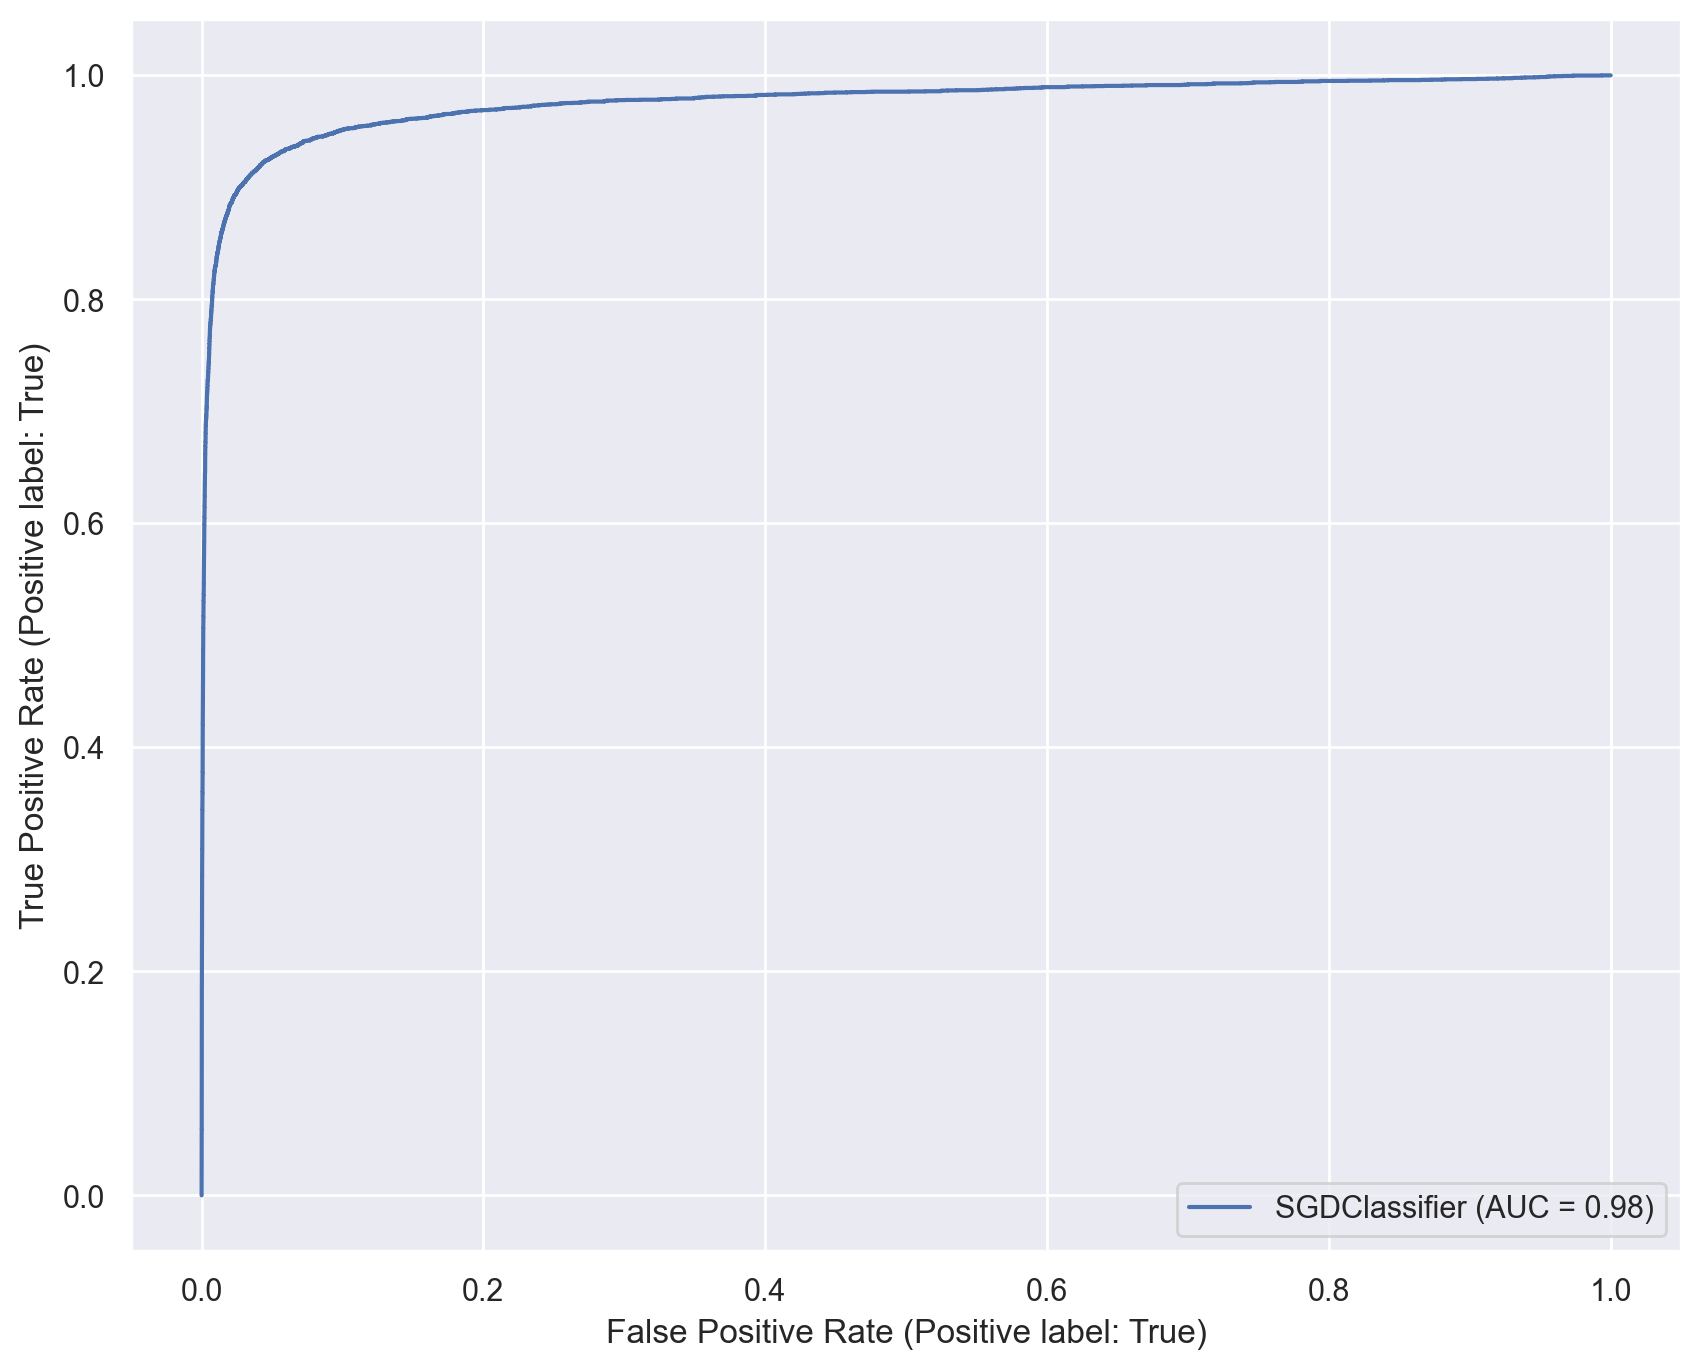 True Positive Rate (Positive label: True)
1.0
0.8
0.6
0.4
0.2
0.0
SGDClassifier (AUC = 0.98)
0.0 0.2 0.4 0.6 0.8 1.0
False Positive Rate (Positive label: True)